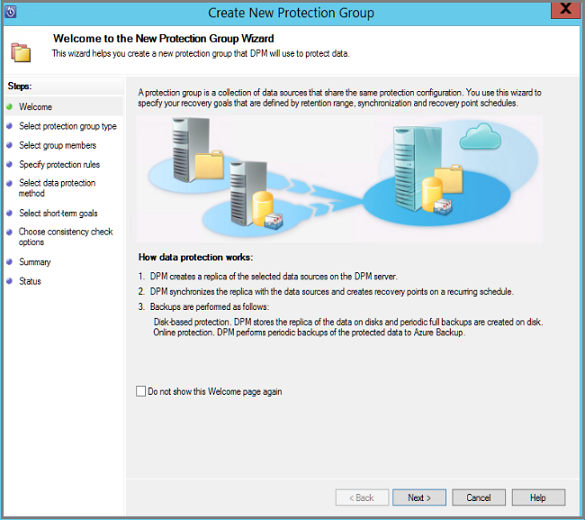 Create New Protection Group
X
Welcome to the New Protection Group Wizard
This wizard helps you create a new protection group that DPM will use to protect data.
Steps:
Welcome
Select protection group type
Select group members
Specify protection rules
Select data protection
method
Select short-term goals
Choose consistency check
options
Summary
Status
A protection group is a collection of data sources that share the same protection configuration. You use this wizard to
specify your recovery goals that are defined by retention range, synchronization and recovery point schedules.
How data protection works:
1. DPM creates a replica of the selected data sources on the DPM server.
2. DPM synchronizes the replica with the data sources and creates recovery points on a recurring schedule.
3. Backups are performed as follows:
Disk-based protection. DPM stores the replica of the data on disks and periodic full backups are created on disk.
Online protection. DPM performs periodic backups of the protected data to Azure Backup.
Do not show this Welcome page again
< Back
Next >
Cancel
Help